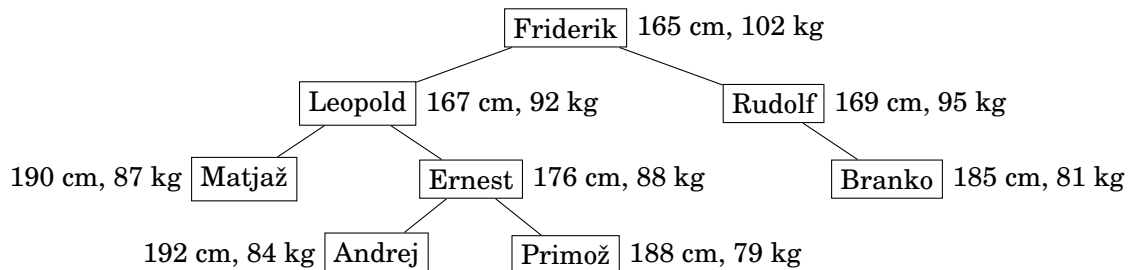 Friderik 165 cm, 102 kg
Leopold 167 cm, 92 kg Rudolf 169 cm, 95 kg
190 cm, 87 kg Matjaž Ernest 176 cm, 88 kg Branko 185 cm, 81 kg
192 cm, 84 kg Andrej Primož 188 cm, 79 kg